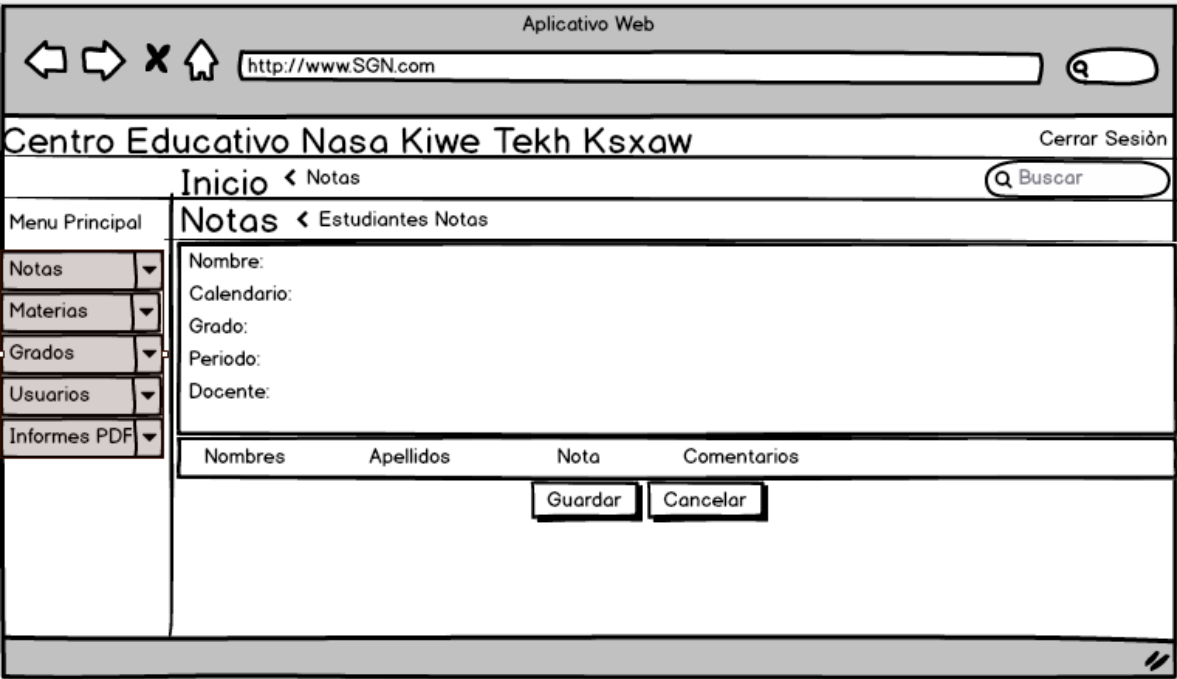 Aplicativo Web
http://www.SGN.com
Centro Educativo Nasa Kiwe Tekh Ksxaw
Cerrar Sesiòn
Inicio < Notas
Buscar
Menu Principal
Notas < Estudiantes Notas
Notas
Materias
Grados
Usuarios
Informes PDF
Nombre:
Calendario:
Grado:
Periodo:
Docente:
Nombres Apellidos Nota Comentarios
Guardar Cancelar